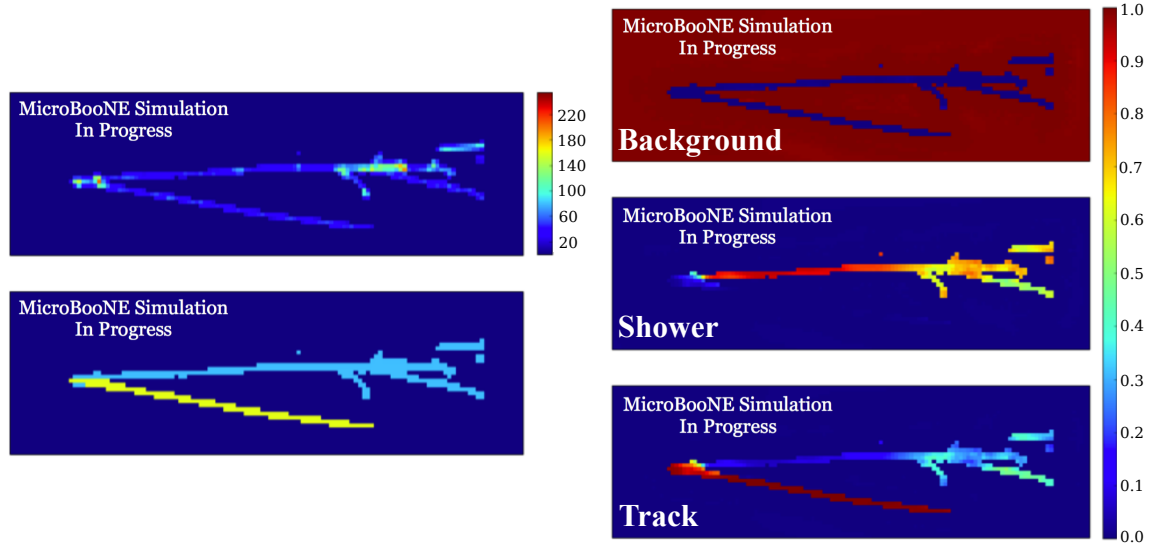 MicroBooNE Simulation
In Progress
220
180
140
100
60
20
MicroBooNE Simulation
In Progress
MicroBooNE Simulation
In Progress
Background
MicroBooNE Simulation
In Progress
Shower
MicroBooNE Simulation
In Progress
Track
1.0
0.9
0.8
0.7
0.6
0.5
0.4
0.3
0.2
0.1
0.0